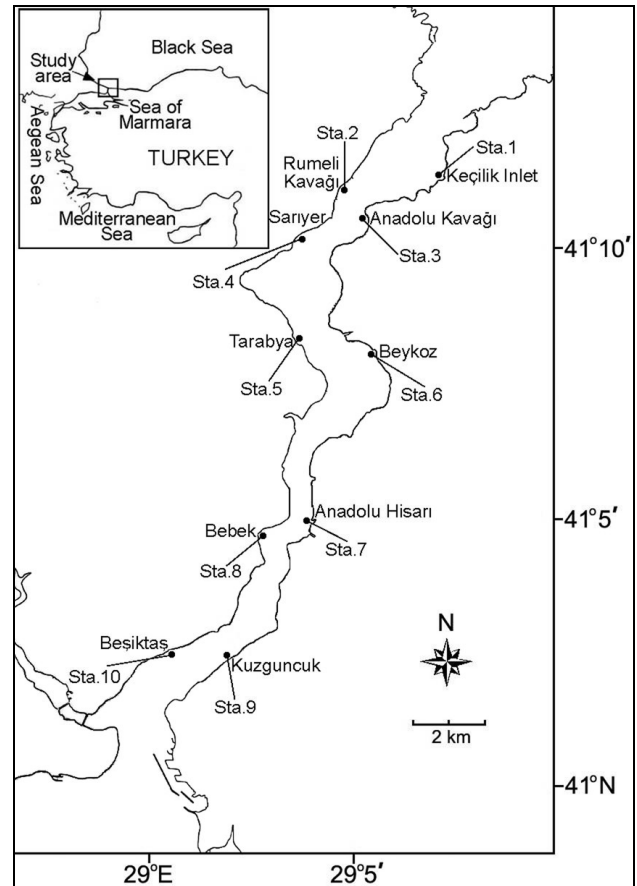 Black Sea
Study
area
Sea of
Marmara
Aegean Sea
TURKEY
Mediterranean
Sea
Sta.2
Rumeli
Kavağı
Sta.1
Keçilik Inlet
Sarıyer
Anadolu Kavağı
Sta.3
41°10′
Sta.4
Tarabya
Beykoz
Sta.5
Sta.6
Anadolu Hisarı
41°5′
Bebek
Sta.7
Sta.8
N
Beşiktaş
Kuzguncuk
Sta.10
Sta.9
2 km
41°N
29°E
29°5′